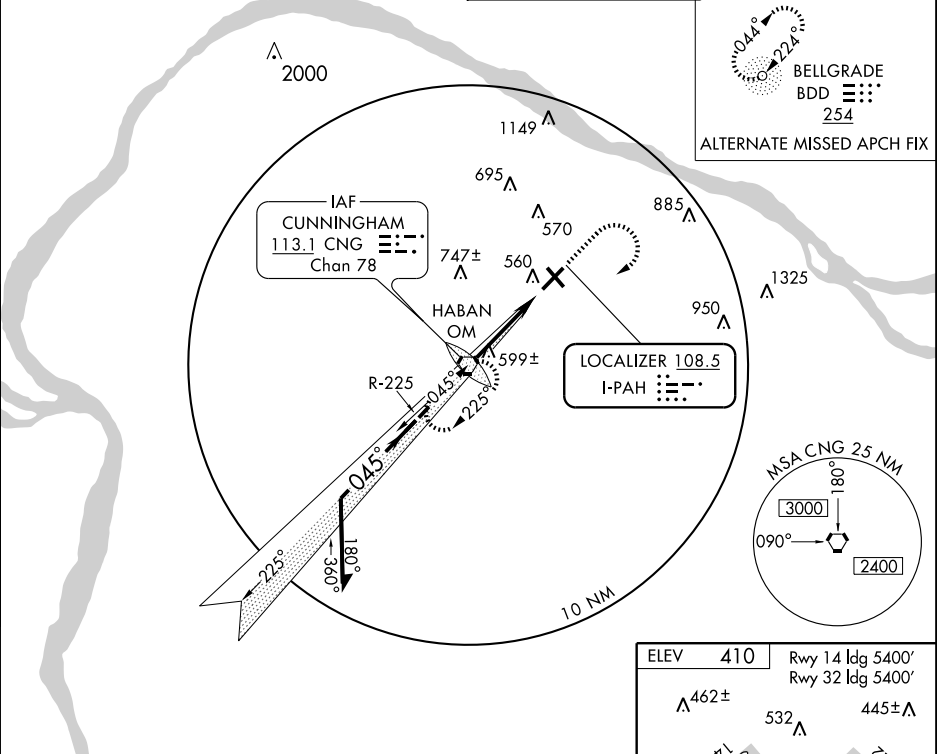 044°
224°
BELLGRADE
BDD
254
ALTERNATE MISSED APCH FIX
2000
1149
695
570
885
747±
560
1325
950
599±
IAF
CUNNINGHAM
113.1 CNG
Chan 78
HABAN
OM
LOCALIZER 108.5
I-PAH
R-225
045°
225°
045°
225°
180°
360°
10 NM
MSA CNG 25 NM
180°
3000
090°
2400
ELEV 410
Rwy 14 ldg 5400'
Rwy 32 ldg 5400'
462±
532
445±